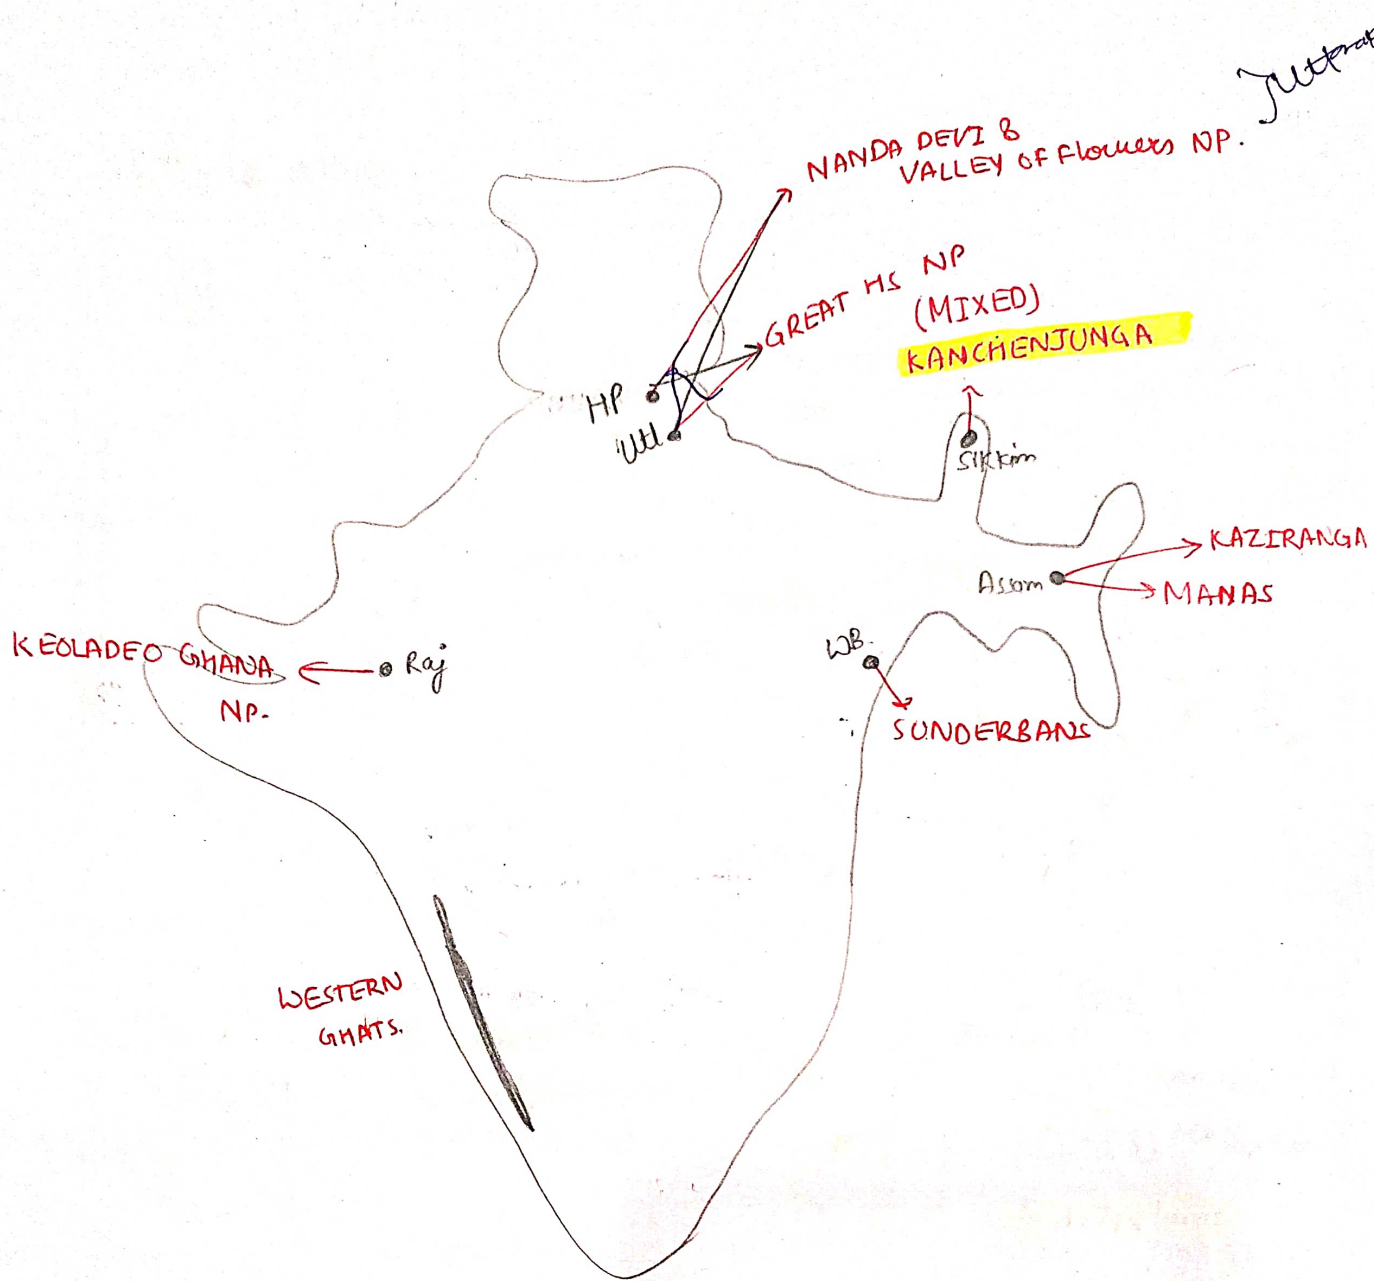 NANDA DEVI &
VALLEY OF Flowers NP.
GREAT HS NP
(MIXED)
KANCHENJUNGA
HP
Utl
Sikkim
KAZIRANGA
Assam
MANAS
WB.
SUNDERBANS
KEOLADEO GHANA
NP.
Raj
WESTERN
GHATS.